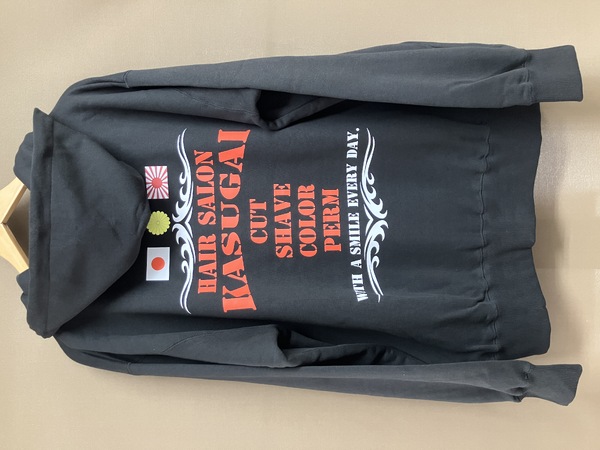 HAIR SALON
KASUGAI
CUT
SHAVE
COLOR
PERM
WITH A SMILE EVERY DAY.